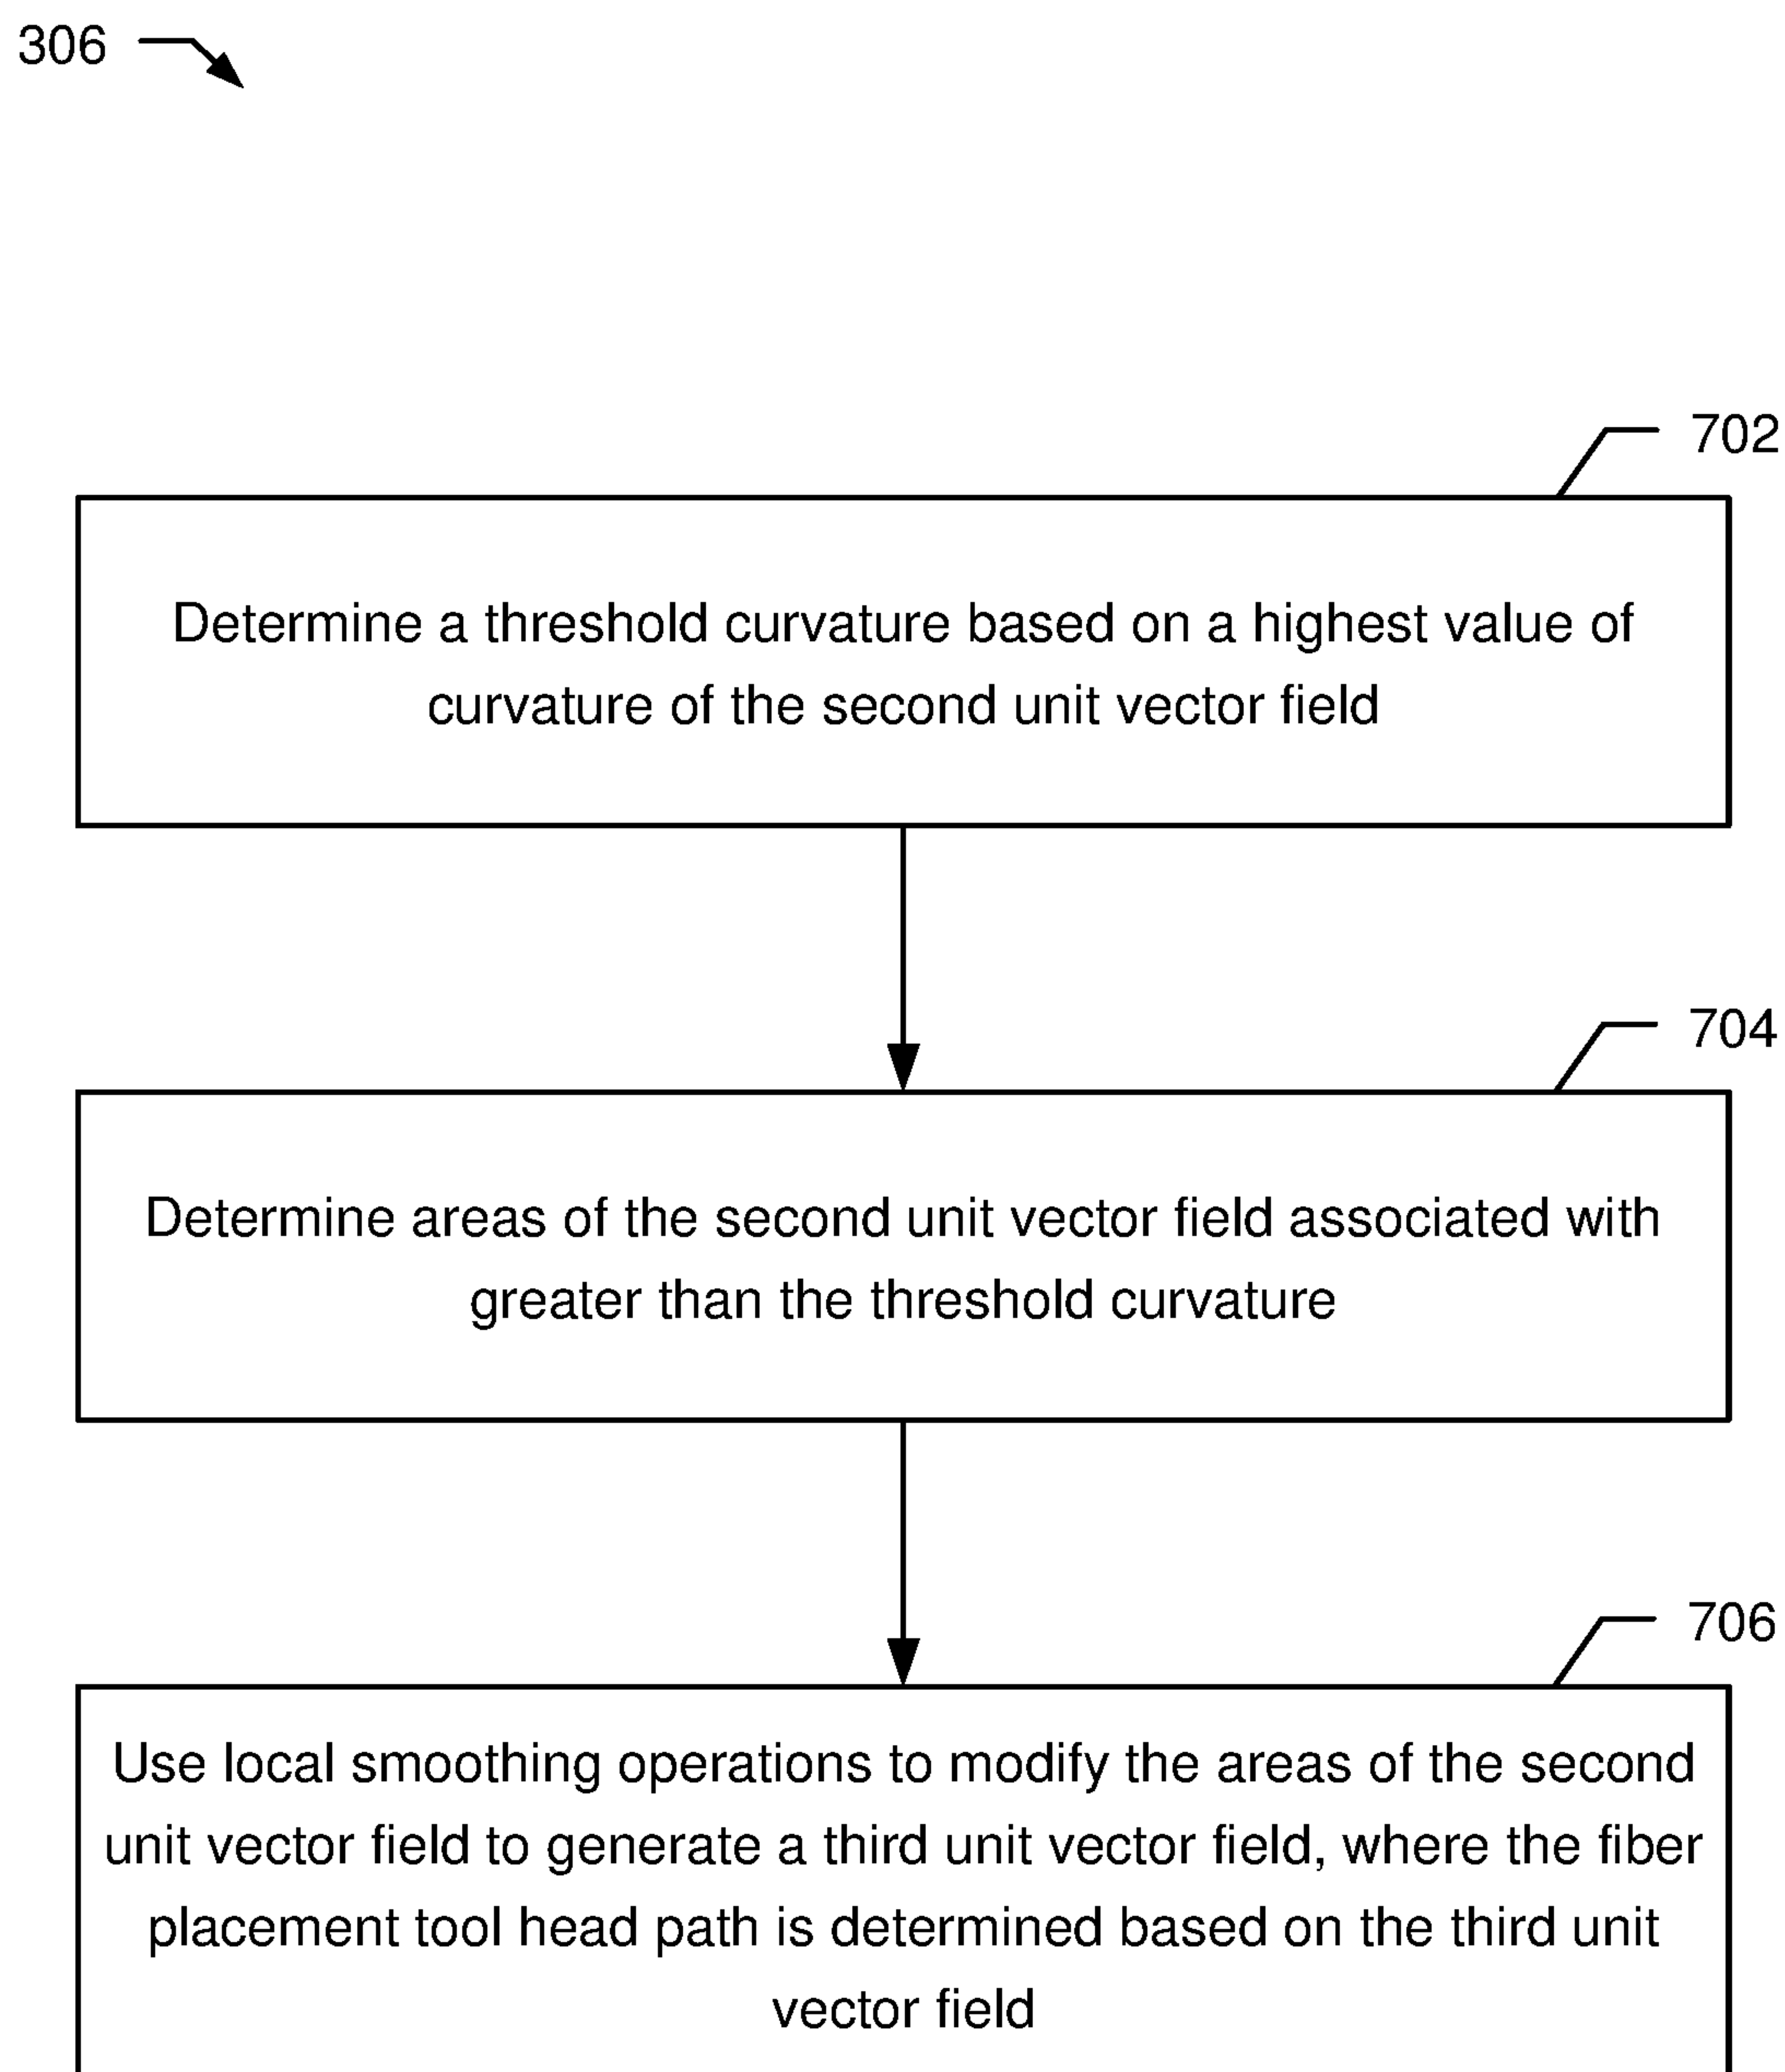 306
702
Determine a threshold curvature based on a highest value of
curvature of the second unit vector field
704
Determine areas of the second unit vector field associated with
greater than the threshold curvature
706
Use local smoothing operations to modify the areas of the second
unit vector field to generate a third unit vector field, where the fiber
placement tool head path is determined based on the third unit
vector field